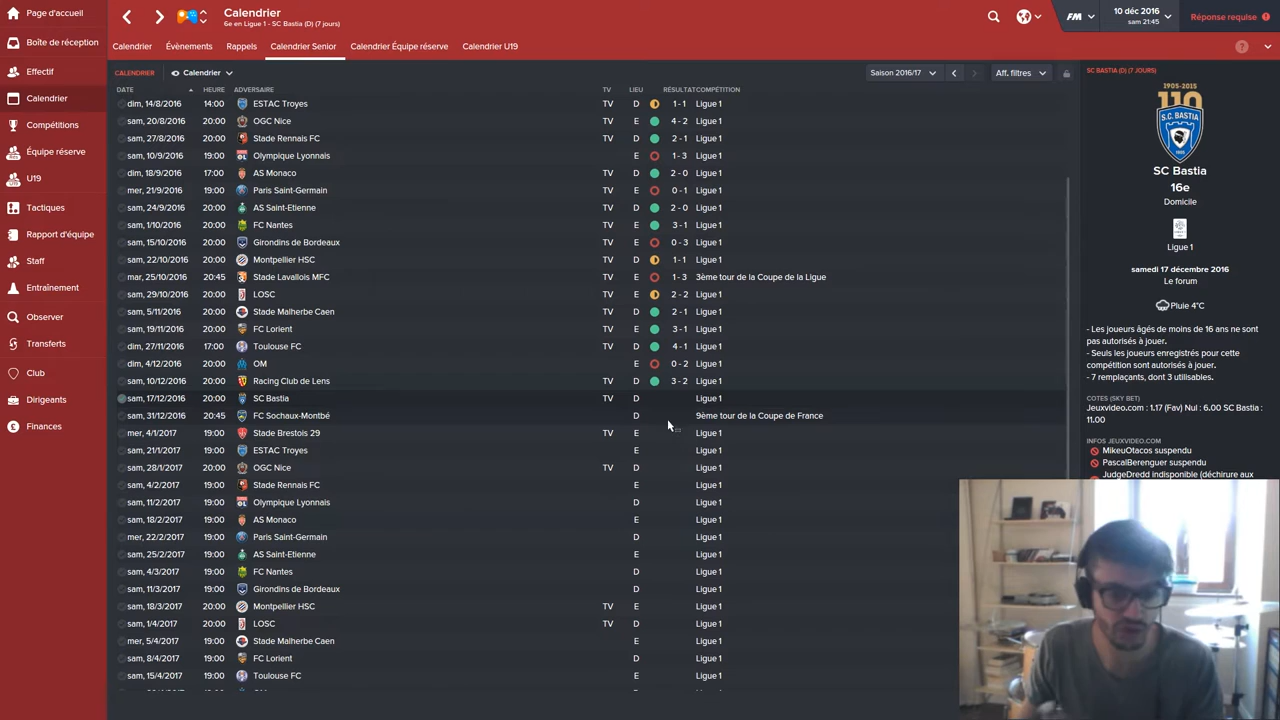 Page d'accueil
Boîte de réception
Effectif
Calendrier
Compétitions
Équipe réserve
U19
Tactiques
Rapport d'équipe
Staff
Entraînement
Observer
Transferts
Club
Dirigeants
Finances
Calendrier
6e en Ligue 1 - SC Bastia (D) (7 jours)
FM
10 déc 2016
sam 21:45
Réponse requise
Calendrier Évènements Rappels Calendrier Senior Calendrier Équipe réserve Calendrier U19
CALENDRIER Calendrier Saison 2016/17 Aff. filtres
DATE HEURE ADVERSAIRE TV LIEU RÉSULTAT COMPÉTITION
dim, 14/8/2016 14:00 ESTAC Troyes TV D 1-1 Ligue 1
sam, 20/8/2016 20:00 OGC Nice TV E 4 - 2 Ligue 1
sam, 27/8/2016 20:00 Stade Rennais FC TV D 2 - 1 Ligue 1
sam, 10/9/2016 19:00 Olympique Lyonnais E 1 - 3 Ligue 1
dim, 18/9/2016 17:00 AS Monaco TV D 2 - 0 Ligue 1
mer, 21/9/2016 19:00 Paris Saint-Germain TV E 0 - 1 Ligue 1
sam, 24/9/2016 20:00 AS Saint-Etienne TV D 2 - 0 Ligue 1
sam, 1/10/2016 20:00 FC Nantes TV E 3 - 1 Ligue 1
sam, 15/10/2016 20:00 Girondins de Bordeaux TV E 0 - 3 Ligue 1
sam, 22/10/2016 20:00 Montpellier HSC TV D 1-1 Ligue 1
mar, 25/10/2016 20:45 Stade Lavallois MFC TV E 1 - 3 3ème tour de la Coupe de la Ligue
sam, 29/10/2016 20:00 LOSC TV E 2 - 2 Ligue 1
sam, 5/11/2016 20:00 Stade Malherbe Caen TV D 2 - 1 Ligue 1
sam, 19/11/2016 20:00 FC Lorient TV E 3 - 1 Ligue 1
dim, 27/11/2016 17:00 Toulouse FC TV D 4 - 1 Ligue 1
dim, 4/12/2016 20:00 OM E 0 - 2 Ligue 1
sam, 10/12/2016 20:00 Racing Club de Lens TV D 3 - 2 Ligue 1
sam, 17/12/2016 20:00 SC Bastia TV D Ligue 1
sam, 31/12/2016 20:45 FC Sochaux-Montbé D 9ème tour de la Coupe de France
mer, 4/1/2017 19:00 Stade Brestois 29 TV E Ligue 1
sam, 21/1/2017 19:00 ESTAC Troyes E Ligue 1
sam, 28/1/2017 19:00 OGC Nice TV D Ligue 1
sam, 4/2/2017 19:00 Stade Rennais FC E Ligue 1
sam, 11/2/2017 19:00 Olympique Lyonnais D Ligue 1
sam, 18/2/2017 19:00 AS Monaco E Ligue 1
mer, 22/2/2017 19:00 Paris Saint-Germain D Ligue 1
sam, 25/2/2017 19:00 AS Saint-Etienne E Ligue 1
sam, 4/3/2017 19:00 FC Nantes D Ligue 1
sam, 11/3/2017 19:00 Girondins de Bordeaux D Ligue 1
sam, 18/3/2017 20:00 Montpellier HSC TV E Ligue 1
sam, 1/4/2017 20:00 LOSC TV D Ligue 1
mer, 5/4/2017 19:00 Stade Malherbe Caen E Ligue 1
sam, 8/4/2017 19:00 FC Lorient D Ligue 1
sam, 15/4/2017 19:00 Toulouse FC E Ligue 1
SC BASTIA (D) (7 JOURS)
1905-2015
110
S.C. BASTIA
1905
SC Bastia
16e
Domicile
Ligue 1
samedi 17 décembre 2016
Le forum
Pluie 4°C
- Les joueurs âgés de moins de 16 ans ne sont
pas autorisés à jouer.
- Seuls les joueurs enregistrés pour cette
compétition sont autorisés à jouer.
- 7 remplaçants, dont 3 utilisables.
COTES (SKY BET)
Jeuxvideo.com : 1.17 (Fav) Nul : 6.00 SC Bastia :
11.00
INFOS JEUXVIDEO.COM
MikeuOtacos suspendu
PascalBerenguer suspendu
JudgeDredd indisponible (déchirure aux